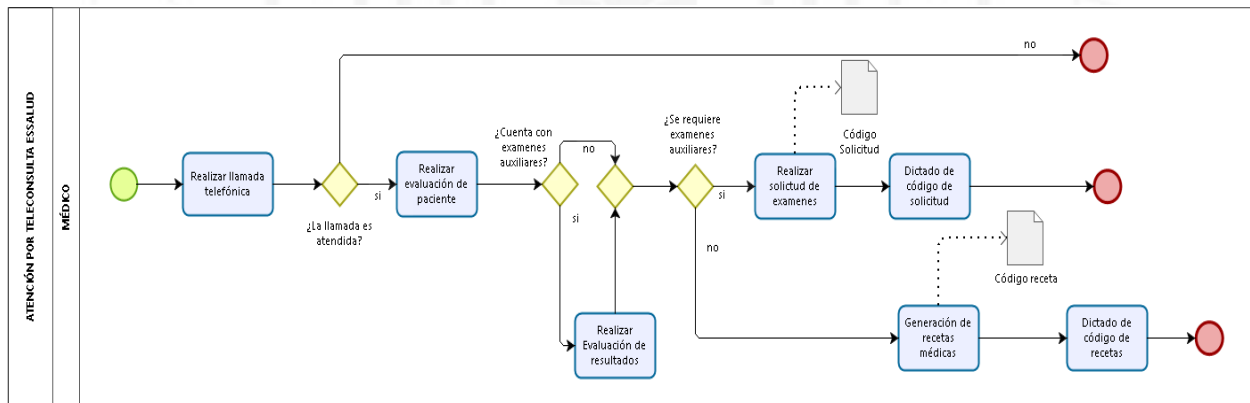 ATENCIÓN POR TELECONSULTA ESSALUD
MÉDICO
Realizar llamada
telefónica
¿La llamada es
atendida?
no
si
Realizar
evaluación de
paciente
¿Cuenta con
examenes
auxiliares?
no
si
Realizar
Evaluación de
resultados
¿Se requiere
examenes
auxiliares?
si
no
Realizar
solictud de
examenes
Código
Solicitud
Dictado de
código de
solicitud
Generación de
recetas
médicas
Código receta
Dictado de
código de
recetas